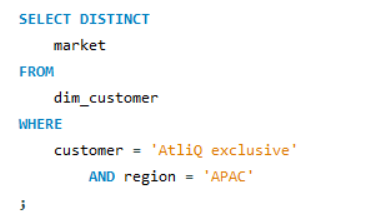 SELECT DISTINCT
    market
FROM
    dim_customer
WHERE
    customer = 'AtliQ exclusive'
        AND region = 'APAC'
;